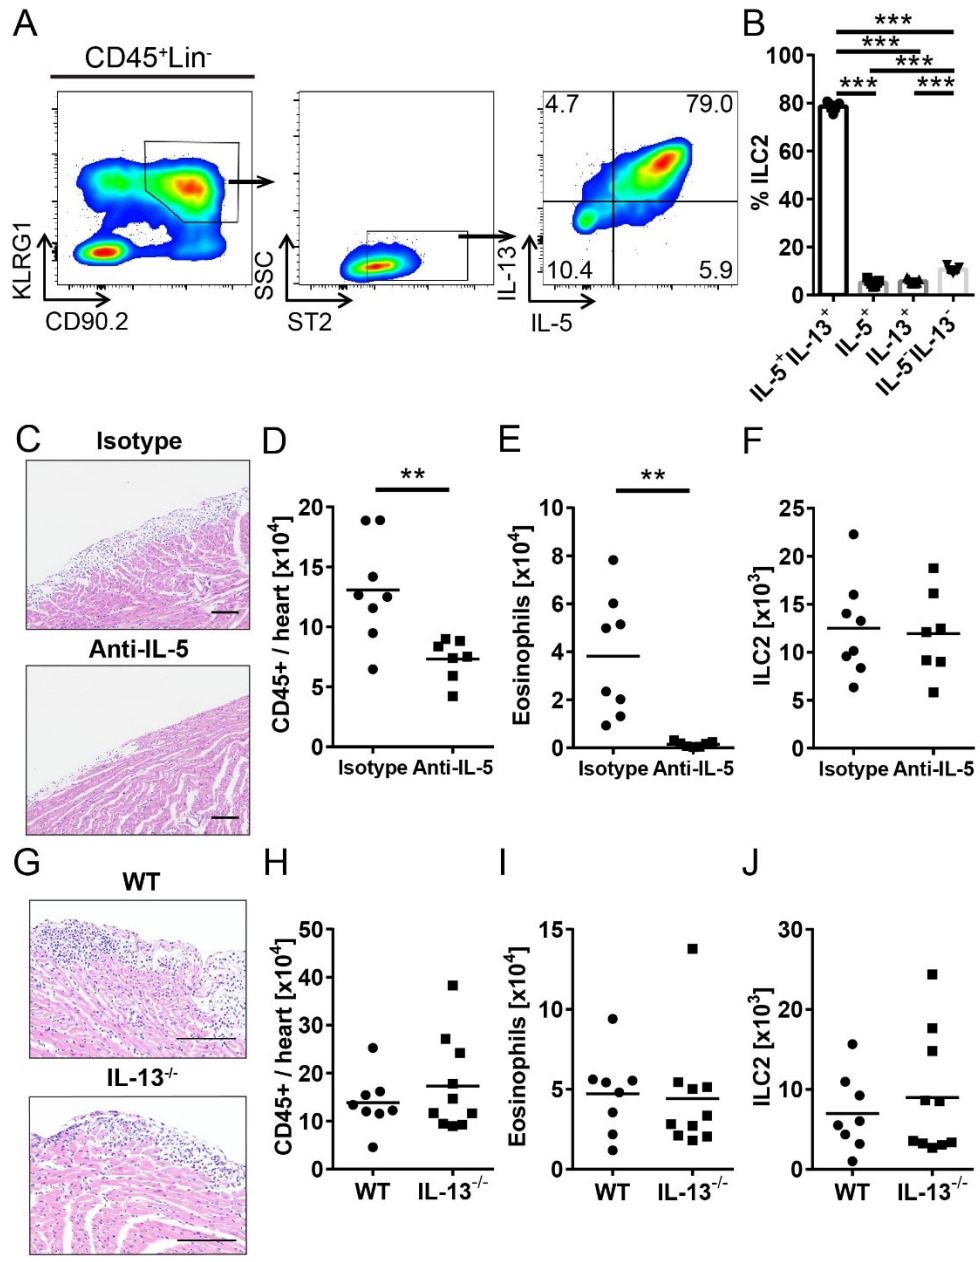 A
CD45⁺Lin⁻
KLRG1
CD90.2
SSC
ST2
4.7 79.0
10.4 5.9
IL-13
IL-5
B
***
***
***
*** ***
% ILC2
100
80
60
40
20
0
IL-5⁺IL-13⁺
IL-5⁺
IL-13⁺
IL-5⁻IL-13⁻
C
Isotype
Anti-IL-5
D
**
CD45+ / heart [x10⁴]
20
15
10
5
0
Isotype Anti-IL-5
E
**
Eosinophils [x10⁴]
10
8
6
4
2
0
Isotype Anti-IL-5
F
ILC2 [x10³]
25
20
15
10
5
0
Isotype Anti-IL-5
G
WT
IL-13⁻/⁻
H
CD45+ / heart [x10⁴]
50
40
30
20
10
0
WT IL-13⁻/⁻
I
Eosinophils [x10⁴]
15
10
5
0
WT IL-13⁻/⁻
J
ILC2 [x10³]
30
20
10
0
WT IL-13⁻/⁻